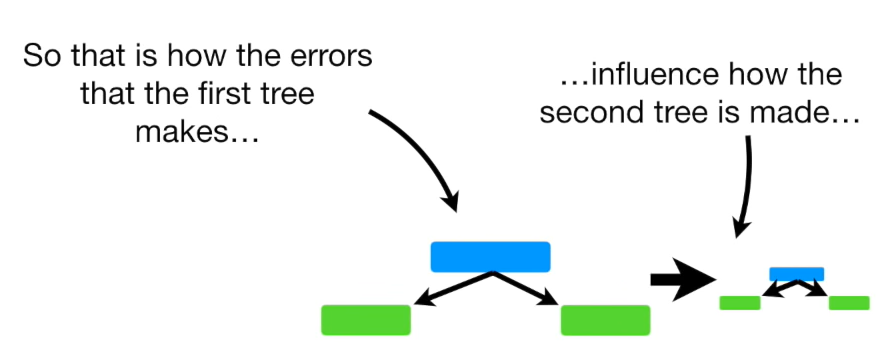 So that is how the errors
that the first tree
makes…
…influence how the
second tree is made…